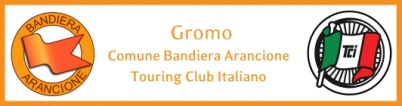 BANDIERA
ARANCIONE
Gromo
Comune Bandiera Arancione
Touring Club Italiano
Tci